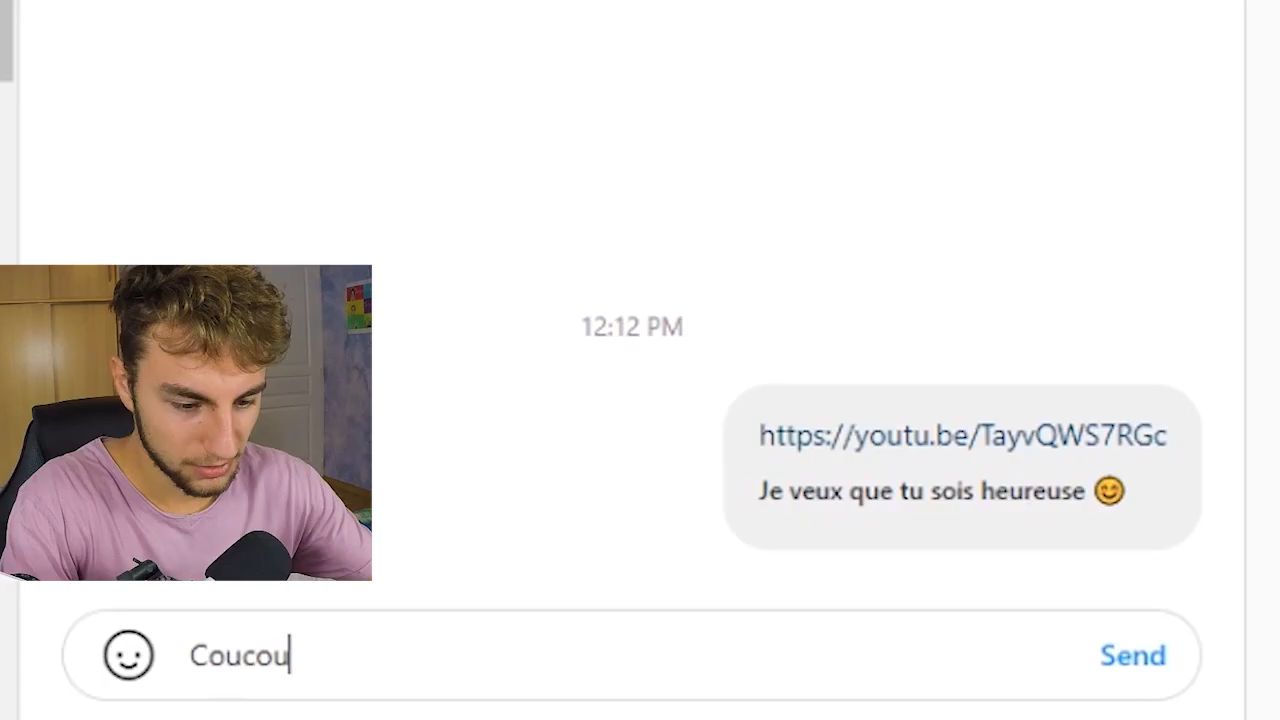 12:12 PM
https://youtu.be/TayvQWS7RGc
Je veux que tu sois heureuse 😊
Coucou
Send